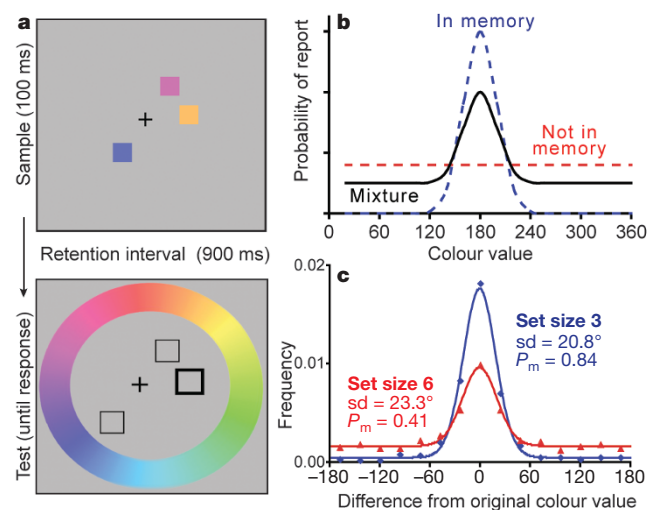 a
Sample (100 ms)
Retention interval (900 ms)
Test (until response)
b
In memory
Not in
memory
Mixture
Probability of report
0 60 120 180 240 300 360
Colour value
c
0.02
0.01
0.00
Frequency
Set size 3
sd = 20.8°
Pm = 0.84
Set size 6
sd = 23.3°
Pm = 0.41
−180 −120 −60 0 60 120 180
Difference from original colour value